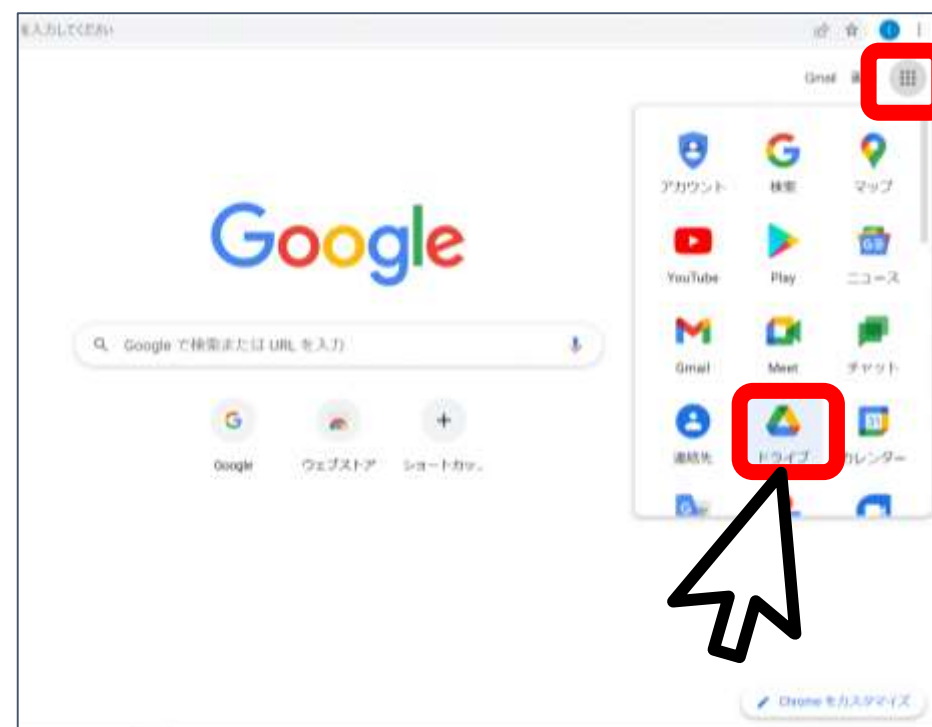 を入力してください
Gmail
アカウント 検索 マップ
Google
YouTube Play ニュース
Google で検索または URL を入力
Gmail Meet チャット
連絡先 ドライブ カレンダー
Google ウェブストア ショートカッ...
Chrome をカスタマイズ